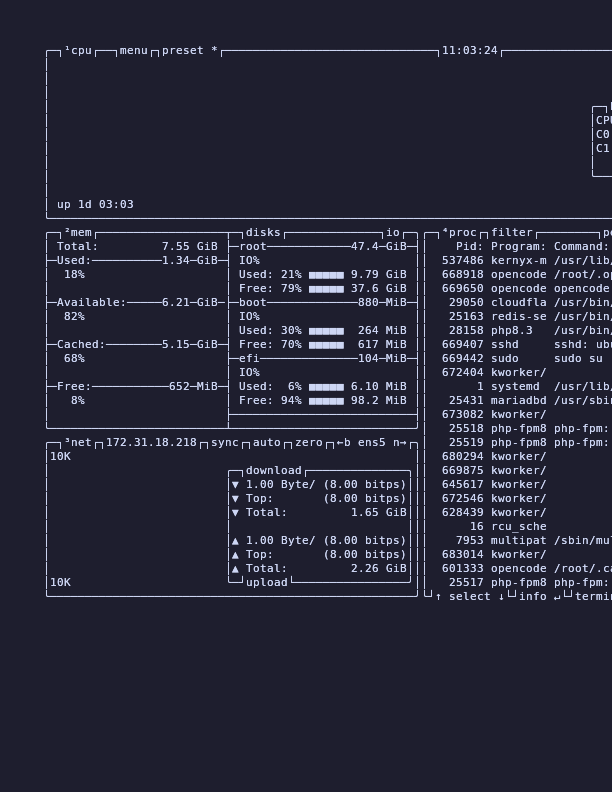 ¹cpu menu preset * 11:03:24
CPU
C0
C1
up 1d 03:03
²mem disks io ⁴proc filter
Total: 7.55 GiB root 47.4 GiB Pid: Program: Command:
Used: 1.34 GiB IO% 537486 kernyx-m /usr/lib/
18% Used: 21% ■■■■■ 9.79 GiB 668918 opencode /root/.op
Free: 79% ■■■■■ 37.6 GiB 669650 opencode opencode
Available: 6.21 GiB boot 880 MiB 29050 cloudfla /usr/bin/
82% IO% 25163 redis-se /usr/bin/
Used: 30% ■■■■■ 264 MiB 28158 php8.3 /usr/bin/
Cached: 5.15 GiB Free: 70% ■■■■■ 617 MiB 669407 sshd sshd: ubu
68% efi 104 MiB 669442 sudo sudo su
IO% 672404 kworker/
Free: 652 MiB Used: 6% ■■■■■ 6.10 MiB 1 systemd /usr/lib/
8% Free: 94% ■■■■■ 98.2 MiB 25431 mariadbd /usr/sbin
673082 kworker/
25518 php-fpm8 php-fpm:
³net 172.31.18.218 sync auto zero ←b ens5 n→ 25519 php-fpm8 php-fpm:
10K 680294 kworker/
download 669875 kworker/
▼ 1.00 Byte/ (8.00 bitps) 645617 kworker/
▼ Top: (8.00 bitps) 672546 kworker/
▼ Total: 1.65 GiB 628439 kworker/
16 rcu_sche
▲ 1.00 Byte/ (8.00 bitps) 7953 multipat /sbin/mul
▲ Top: (8.00 bitps) 683014 kworker/
▲ Total: 2.26 GiB 601333 opencode /root/.ca
10K upload 25517 php-fpm8 php-fpm:
↑ select ↓ info ↵ termin